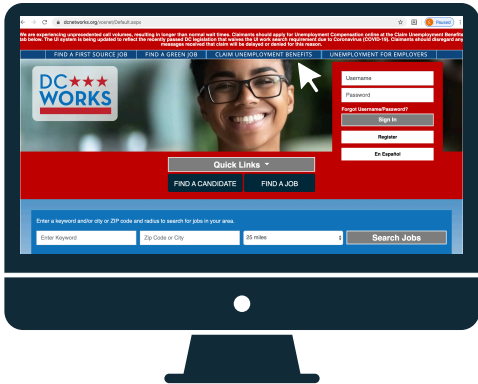 dcnetworks.org/vosnet/Default.aspx
Paused
We are experiencing unprecedented call volumes, resulting in longer than normal wait times. Claimants should apply for Unemployment Compensation online at the Claim Unemployment Benefits
tab below. The UI system is being updated to reflect the recently passed DC legislation that waives the UI work search requirement due to Coronavirus (COVID-19). Claimants should disregard any
messages received that claim will be delayed or denied for this reason.
FIND A FIRST SOURCE JOB | FIND A GREEN JOB | CLAIM UNEMPLOYMENT BENEFITS | UNEMPLOYMENT FOR EMPLOYERS
DC
WORKS
Username
Password
Forgot Username/Password?
Sign In
Register
En Español
Quick Links
FIND A CANDIDATE FIND A JOB
Enter a keyword and/or city or ZIP code and radius to search for jobs in your area.
Enter Keyword Zip Code or City 25 miles Search Jobs